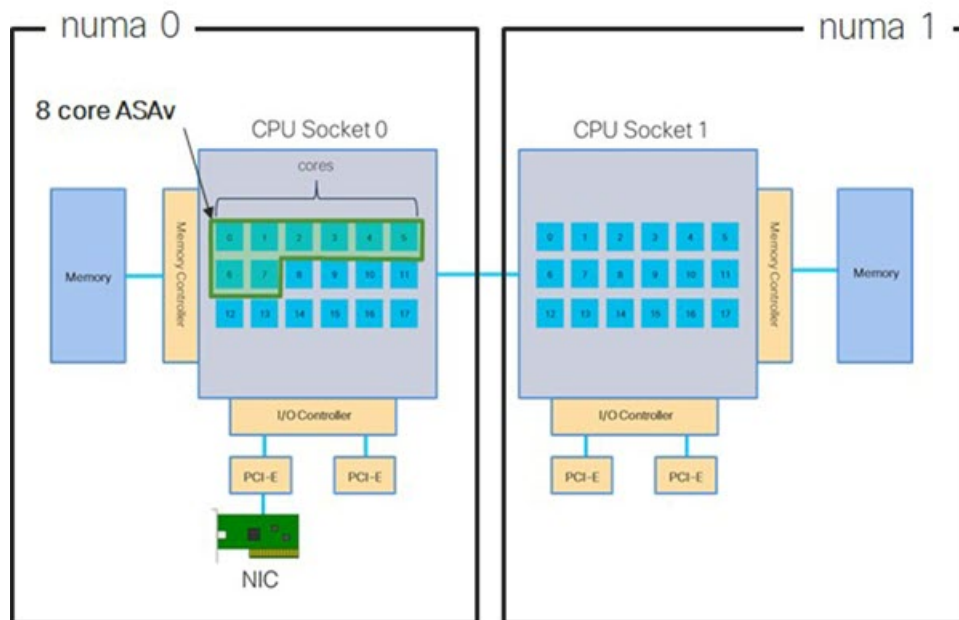 numa 0
numa 1
8 core ASAv
CPU Socket 0
CPU Socket 1
cores
Memory
Memory Controller
0 1 2 3 4 5
6 7 8 9 10 11
12 13 14 15 16 17
0 1 2 3 4 5
6 7 8 9 10 11
12 13 14 15 16 17
Memory Controller
Memory
I/O Controller
I/O Controller
PCI-E
PCI-E
PCI-E
PCI-E
NIC